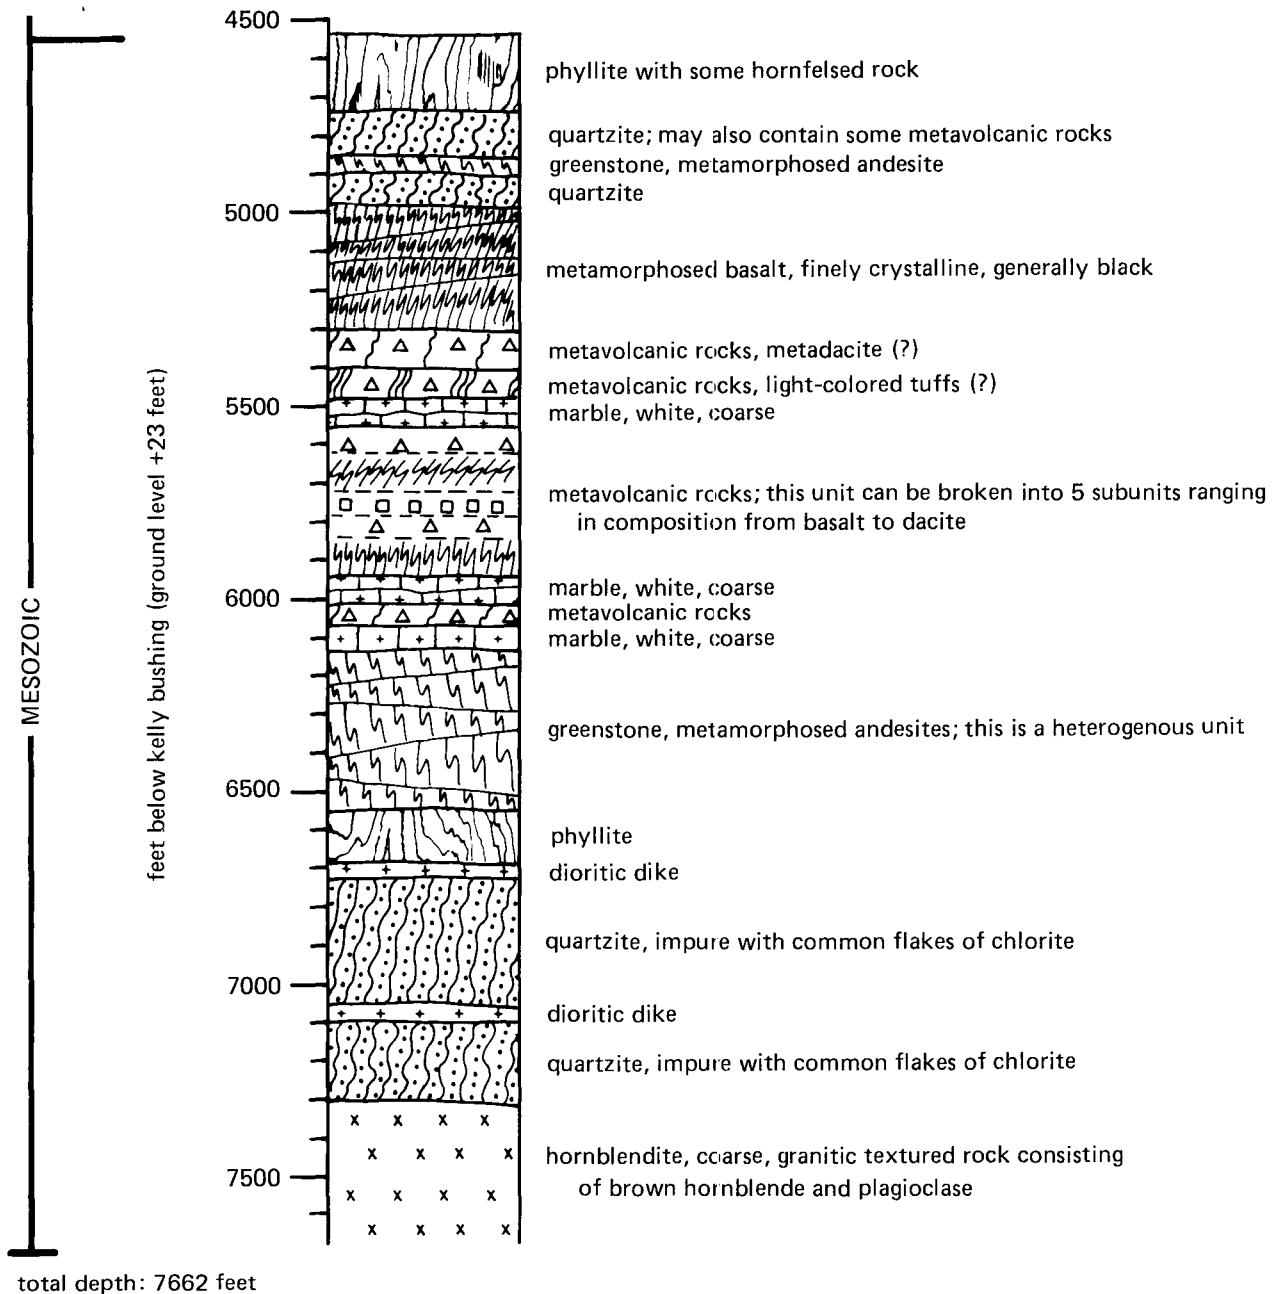 4500
phyllite with some hornfelsed rock
quartzite; may also contain some metavolcanic rocks
greenstone, metamorphosed andesite
quartzite
5000
metamorphosed basalt, finely crystalline, generally black
metavolcanic rocks, metadacite (?)
metavolcanic rocks, light-colored tuffs (?)
5500
marble, white, coarse
metavolcanic rocks; this unit can be broken into 5 subunits ranging
in composition from basalt to dacite
marble, white, coarse
6000
metavolcanic rocks
marble, white, coarse
MESOZOIC
feet below kelly bushing (ground level +23 feet)
greenstone, metamorphosed andesites; this is a heterogenous unit
6500
phyllite
dioritic dike
quartzite, impure with common flakes of chlorite
7000
dioritic dike
quartzite, impure with common flakes of chlorite
hornblendite, coarse, granitic textured rock consisting
7500
of brown hornblende and plagioclase
total depth: 7662 feet